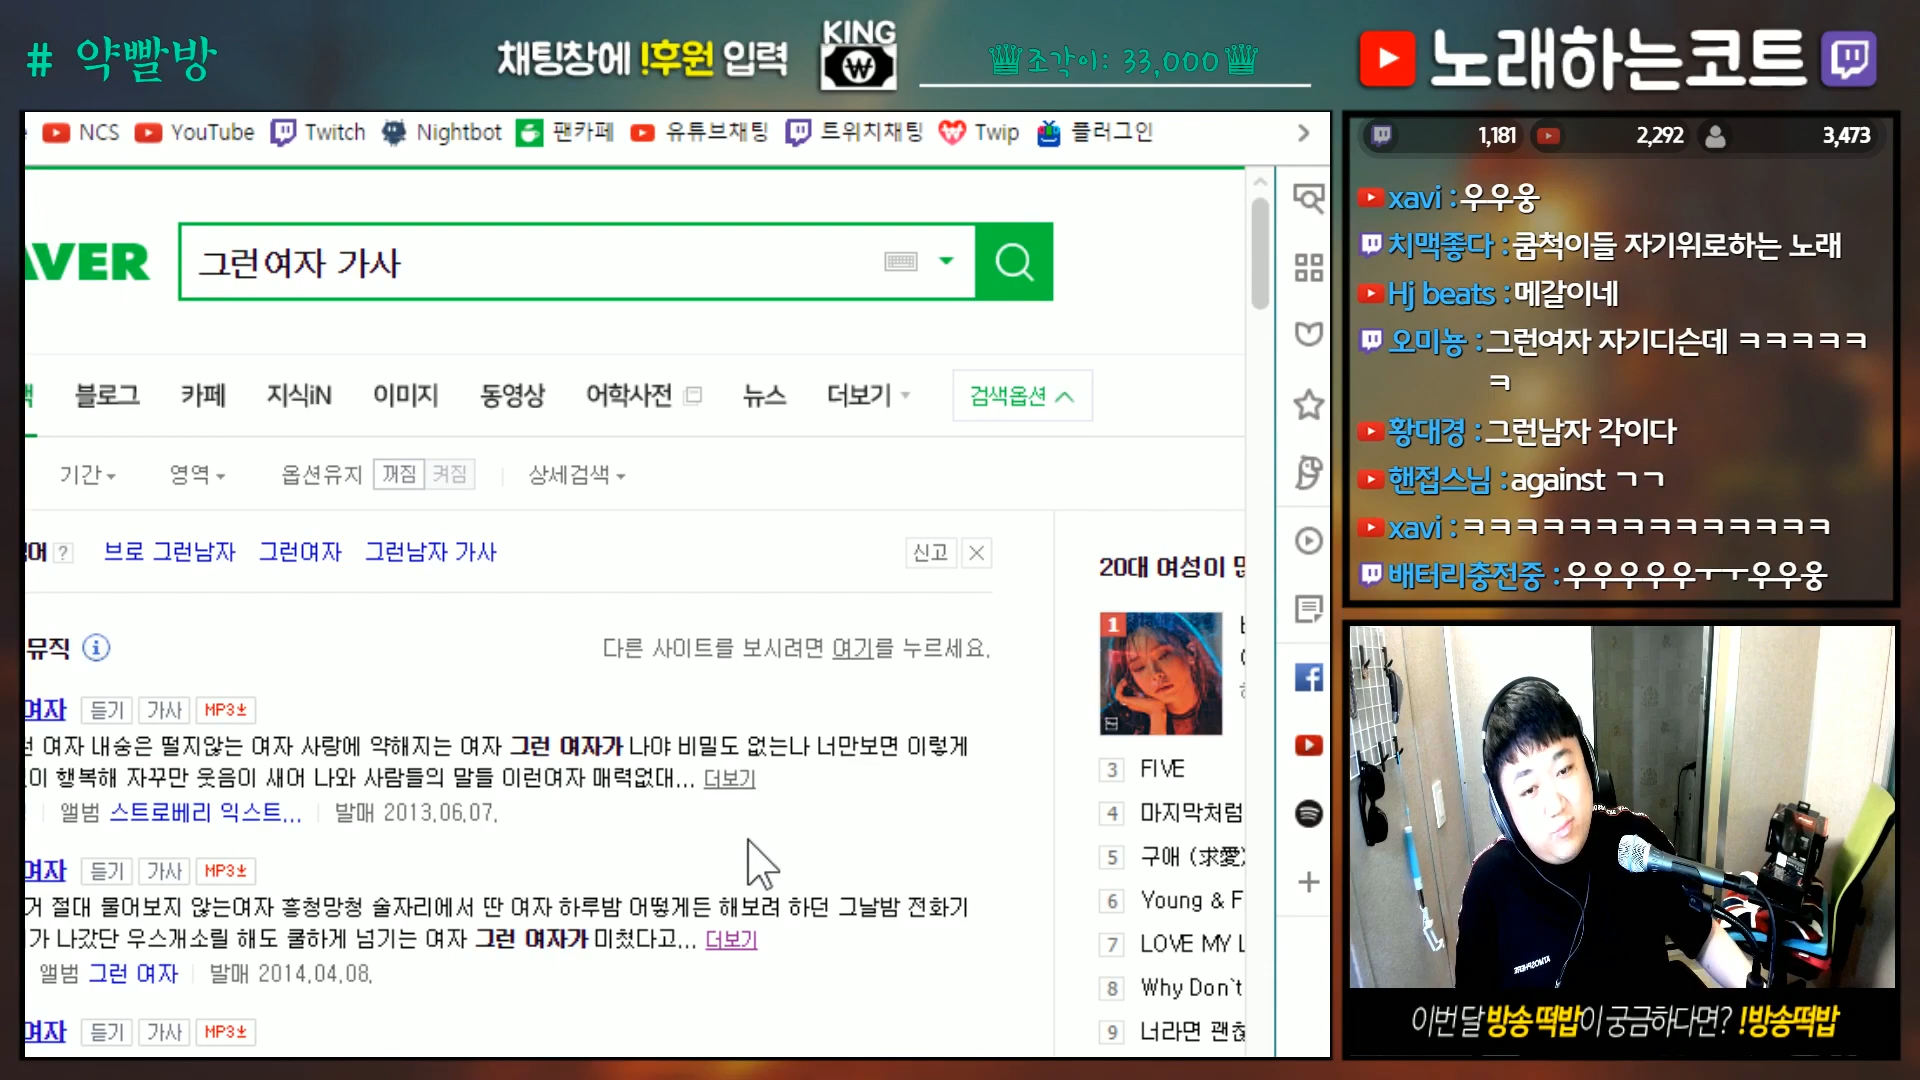 # 약빨방
채팅창에 !후원 입력
KING
₩
조각이: 33,000
노래하는코트
NCS YouTube Twitch Nightbot 팬카페 유튜브채팅 트위치채팅 Twip 플러그인
AVER
그런여자 가사
블로그 카페 지식iN 이미지 동영상 어학사전 뉴스 더보기 검색옵션
기간 영역 옵션유지 꺼짐 켜짐 상세검색
? 브로 그런남자 그런여자 그런남자 가사 신고
뮤직 다른 사이트를 보시려면 여기를 누르세요.
여자 듣기 가사 MP3
여자 내숭은 떨지않는 여자 사랑에 약해지는 여자 그런 여자가 나야 비밀도 없는나 너만보면 이렇게
이 행복해 자꾸만 웃음이 새어 나와 사람들의 말들 이런여자 매력없대... 더보기
앨범 스트로베리 익스트... 발매 2013.06.07.
여자 듣기 가사 MP3
거 절대 물어보지 않는여자 흥청망청 술자리에서 딴 여자 하루밤 어떻게든 해보려 하던 그날밤 전화기
가 나갔단 우스개소릴 해도 쿨하게 넘기는 여자 그런 여자가 미쳤다고... 더보기
앨범 그런 여자 발매 2014.04.08.
여자 듣기 가사 MP3
20대 여성이
1
3 FIVE
4 마지막처럼
5 구애 (求愛)
6 Young & F
7 LOVE MY L
8 Why Don`t
9 너라면 괜찮
1,181 2,292 3,473
xavi : 우우웅
치맥좋다 : 쿰척이들 자기위로하는 노래
Hj beats : 메갈이네
오미뇽 : 그런여자 자기디슨데 ㅋㅋㅋㅋㅋ
ㅋ
황대경 : 그런남자 각이다
핸접스님 : against ㄱㄱ
xavi : ㅋㅋㅋㅋㅋㅋㅋㅋㅋㅋㅋㅋㅋㅋ
배터리충전중 : 우우우우우ㅜㅜ우우웅
이번 달 방송 떡밥이 궁금하다면? !방송떡밥